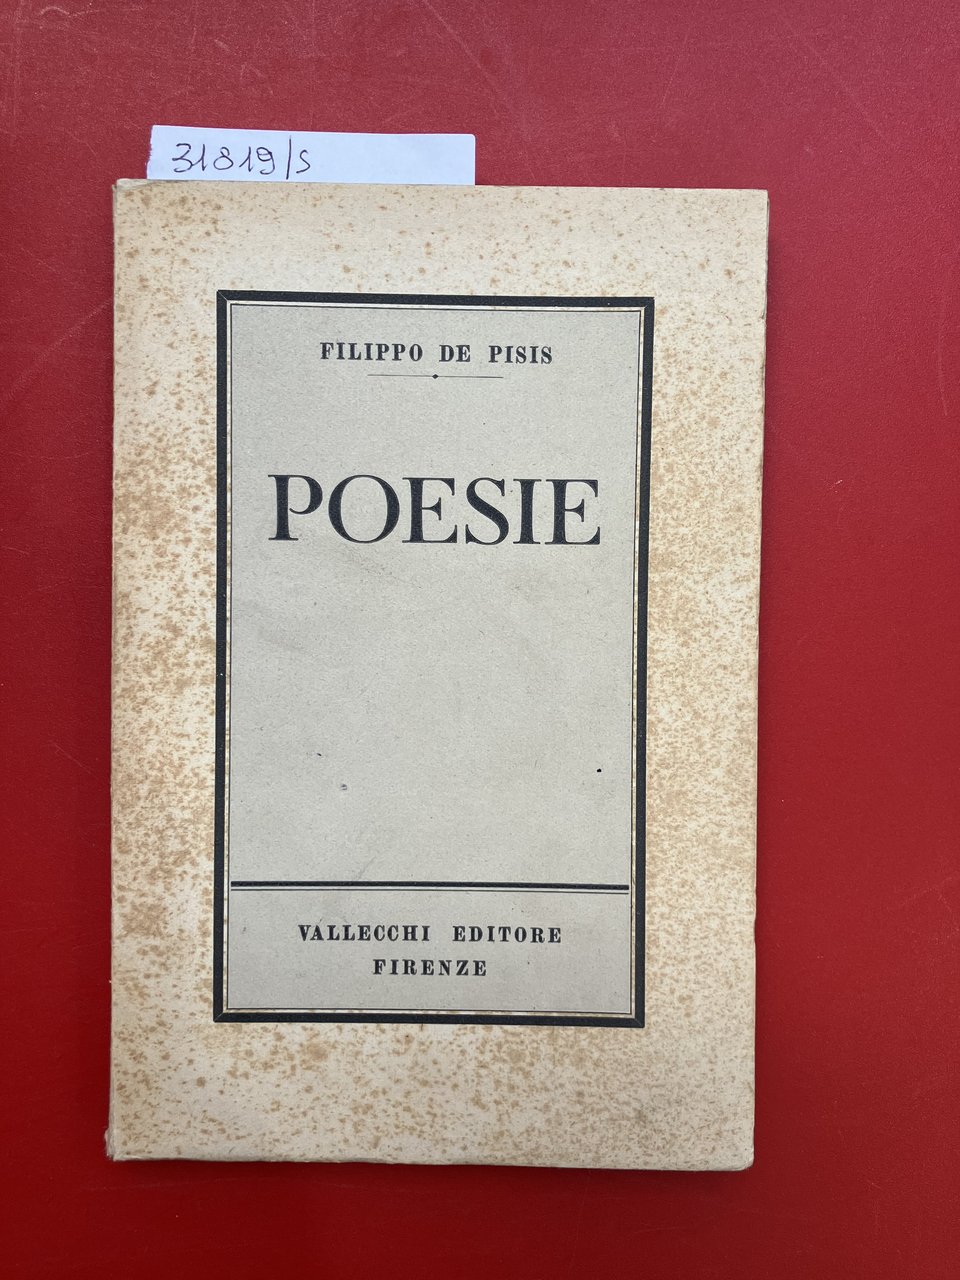 31819/s
FILIPPO DE PISIS
POESIE
VALLECCHI EDITORE
FIRENZE